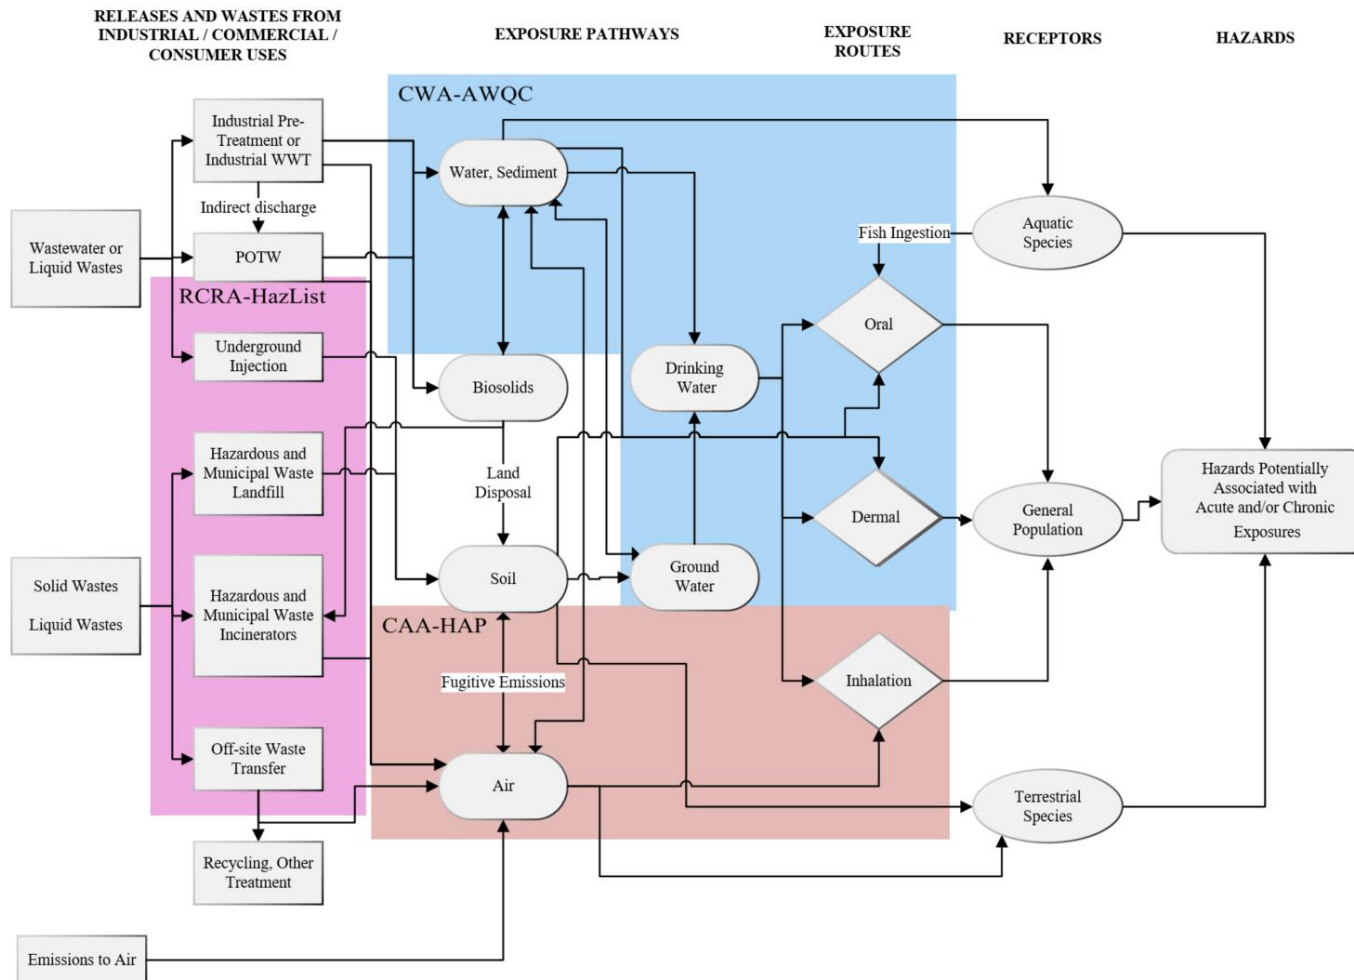 RELEASES AND WASTES FROM
INDUSTRIAL / COMMERCIAL /
CONSUMER USES
EXPOSURE PATHWAYS
EXPOSURE
ROUTES
RECEPTORS
HAZARDS
CWA-AWQC
Industrial Pre-
Treatment or
Industrial WWT
Water, Sediment
Indirect discharge
Wastewater or
Liquid Wastes
POTW
Fish Ingestion
Aquatic
Species
RCRA-HazList
Underground
Injection
Biosolids
Drinking
Water
Oral
Hazardous and
Municipal Waste
Landfill
Land
Disposal
Dermal
General
Population
Hazards Potentially
Associated with
Acute and/or Chronic
Exposures
Solid Wastes
Liquid Wastes
Hazardous and
Municipal Waste
Incinerators
Soil
Ground
Water
CAA-HAP
Fugitive Emissions
Inhalation
Off-site Waste
Transfer
Air
Terrestrial
Species
Recycling, Other
Treatment
Emissions to Air